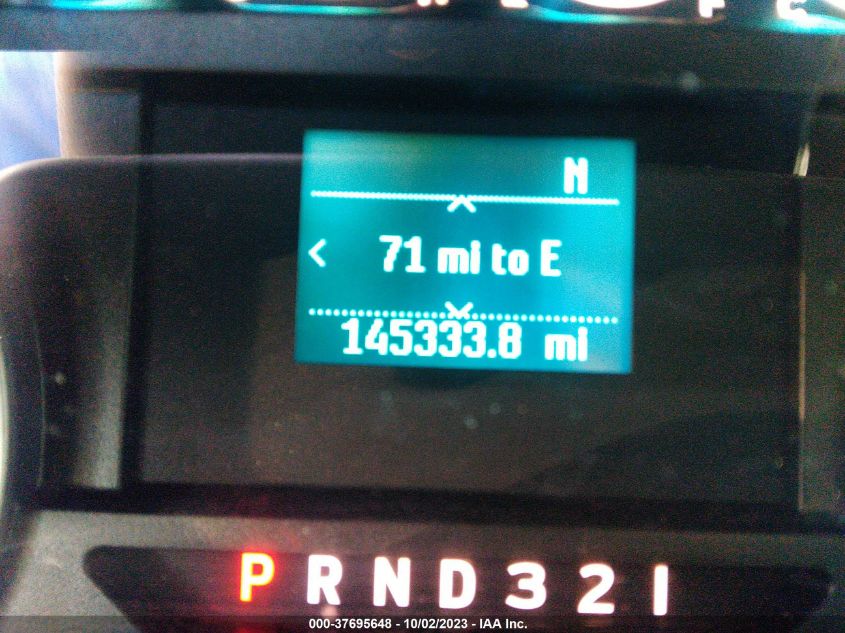 N
71 mi to E
145333.8 mi
P R N D 3 2 1
000-37695648 - 10/02/2023 - IAA Inc.